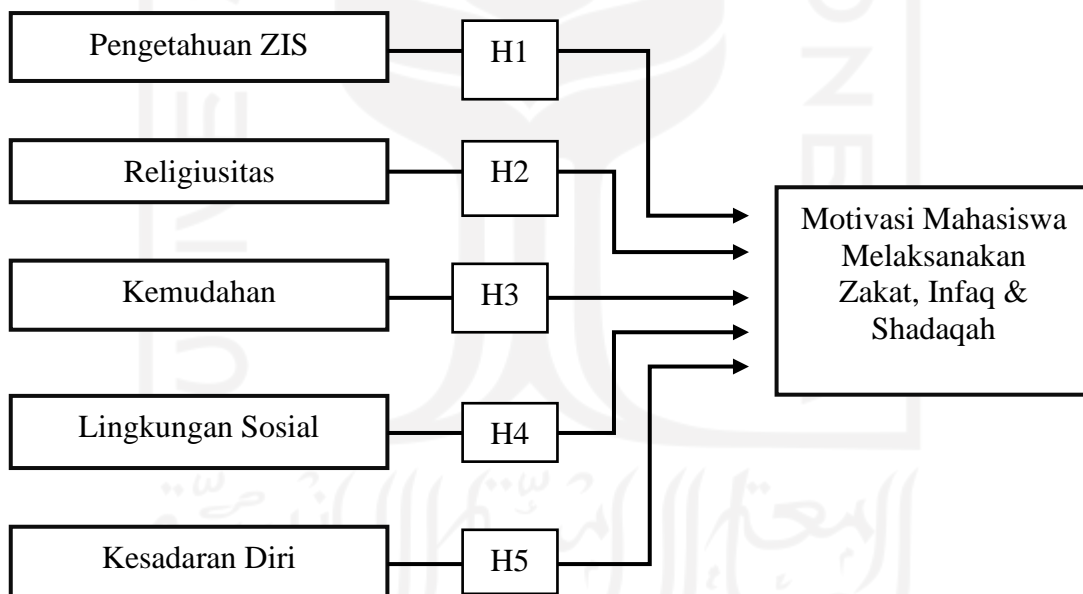 Pengetahuan ZIS
H1
Religiusitas
H2
Kemudahan
H3
Lingkungan Sosial
H4
Kesadaran Diri
H5
Motivasi Mahasiswa
Melaksanakan
Zakat, Infaq &
Shadaqah